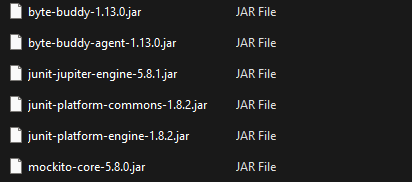 byte-buddy-1.13.0.jar JAR File
byte-buddy-agent-1.13.0.jar JAR File
junit-jupiter-engine-5.8.1.jar JAR File
junit-platform-commons-1.8.2.jar JAR File
junit-platform-engine-1.8.2.jar JAR File
mockito-core-5.8.0.jar JAR File